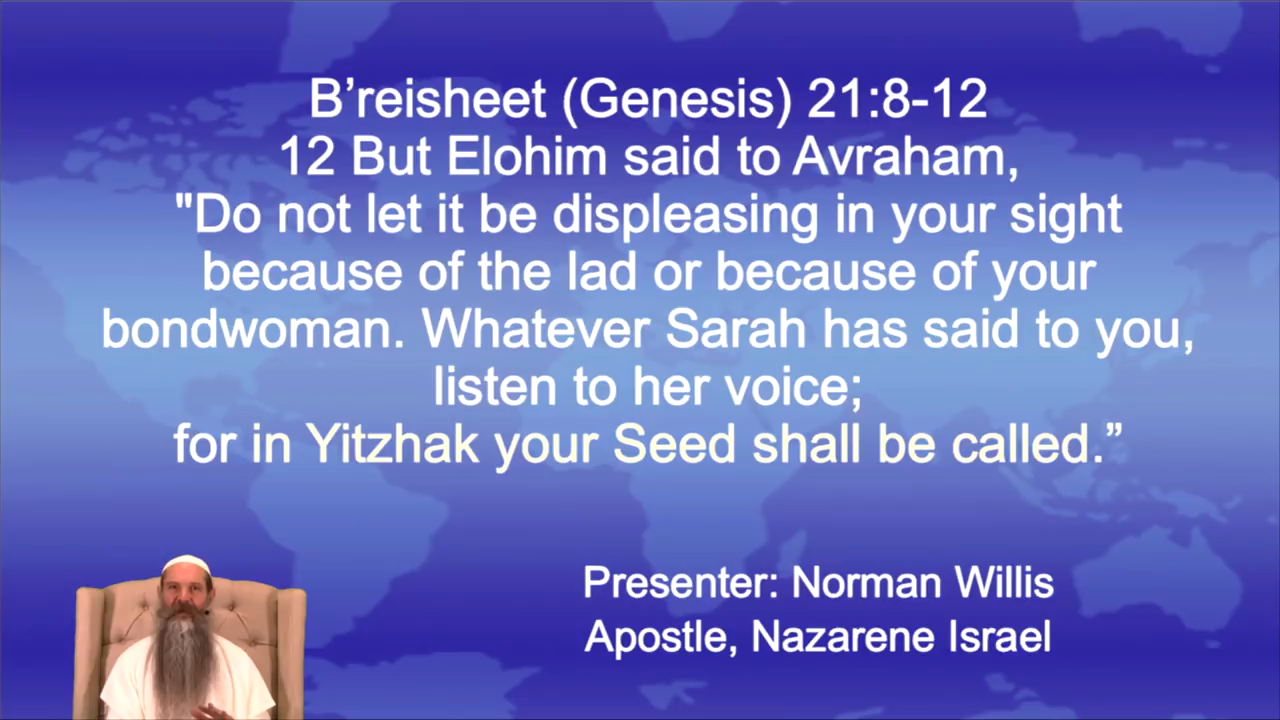 B’reisheet (Genesis) 21:8-12
12 But Elohim said to Avraham,
"Do not let it be displeasing in your sight
because of the lad or because of your
bondwoman. Whatever Sarah has said to you,
listen to her voice;
for in Yitzhak your Seed shall be called.”
Presenter: Norman Willis
Apostle, Nazarene Israel